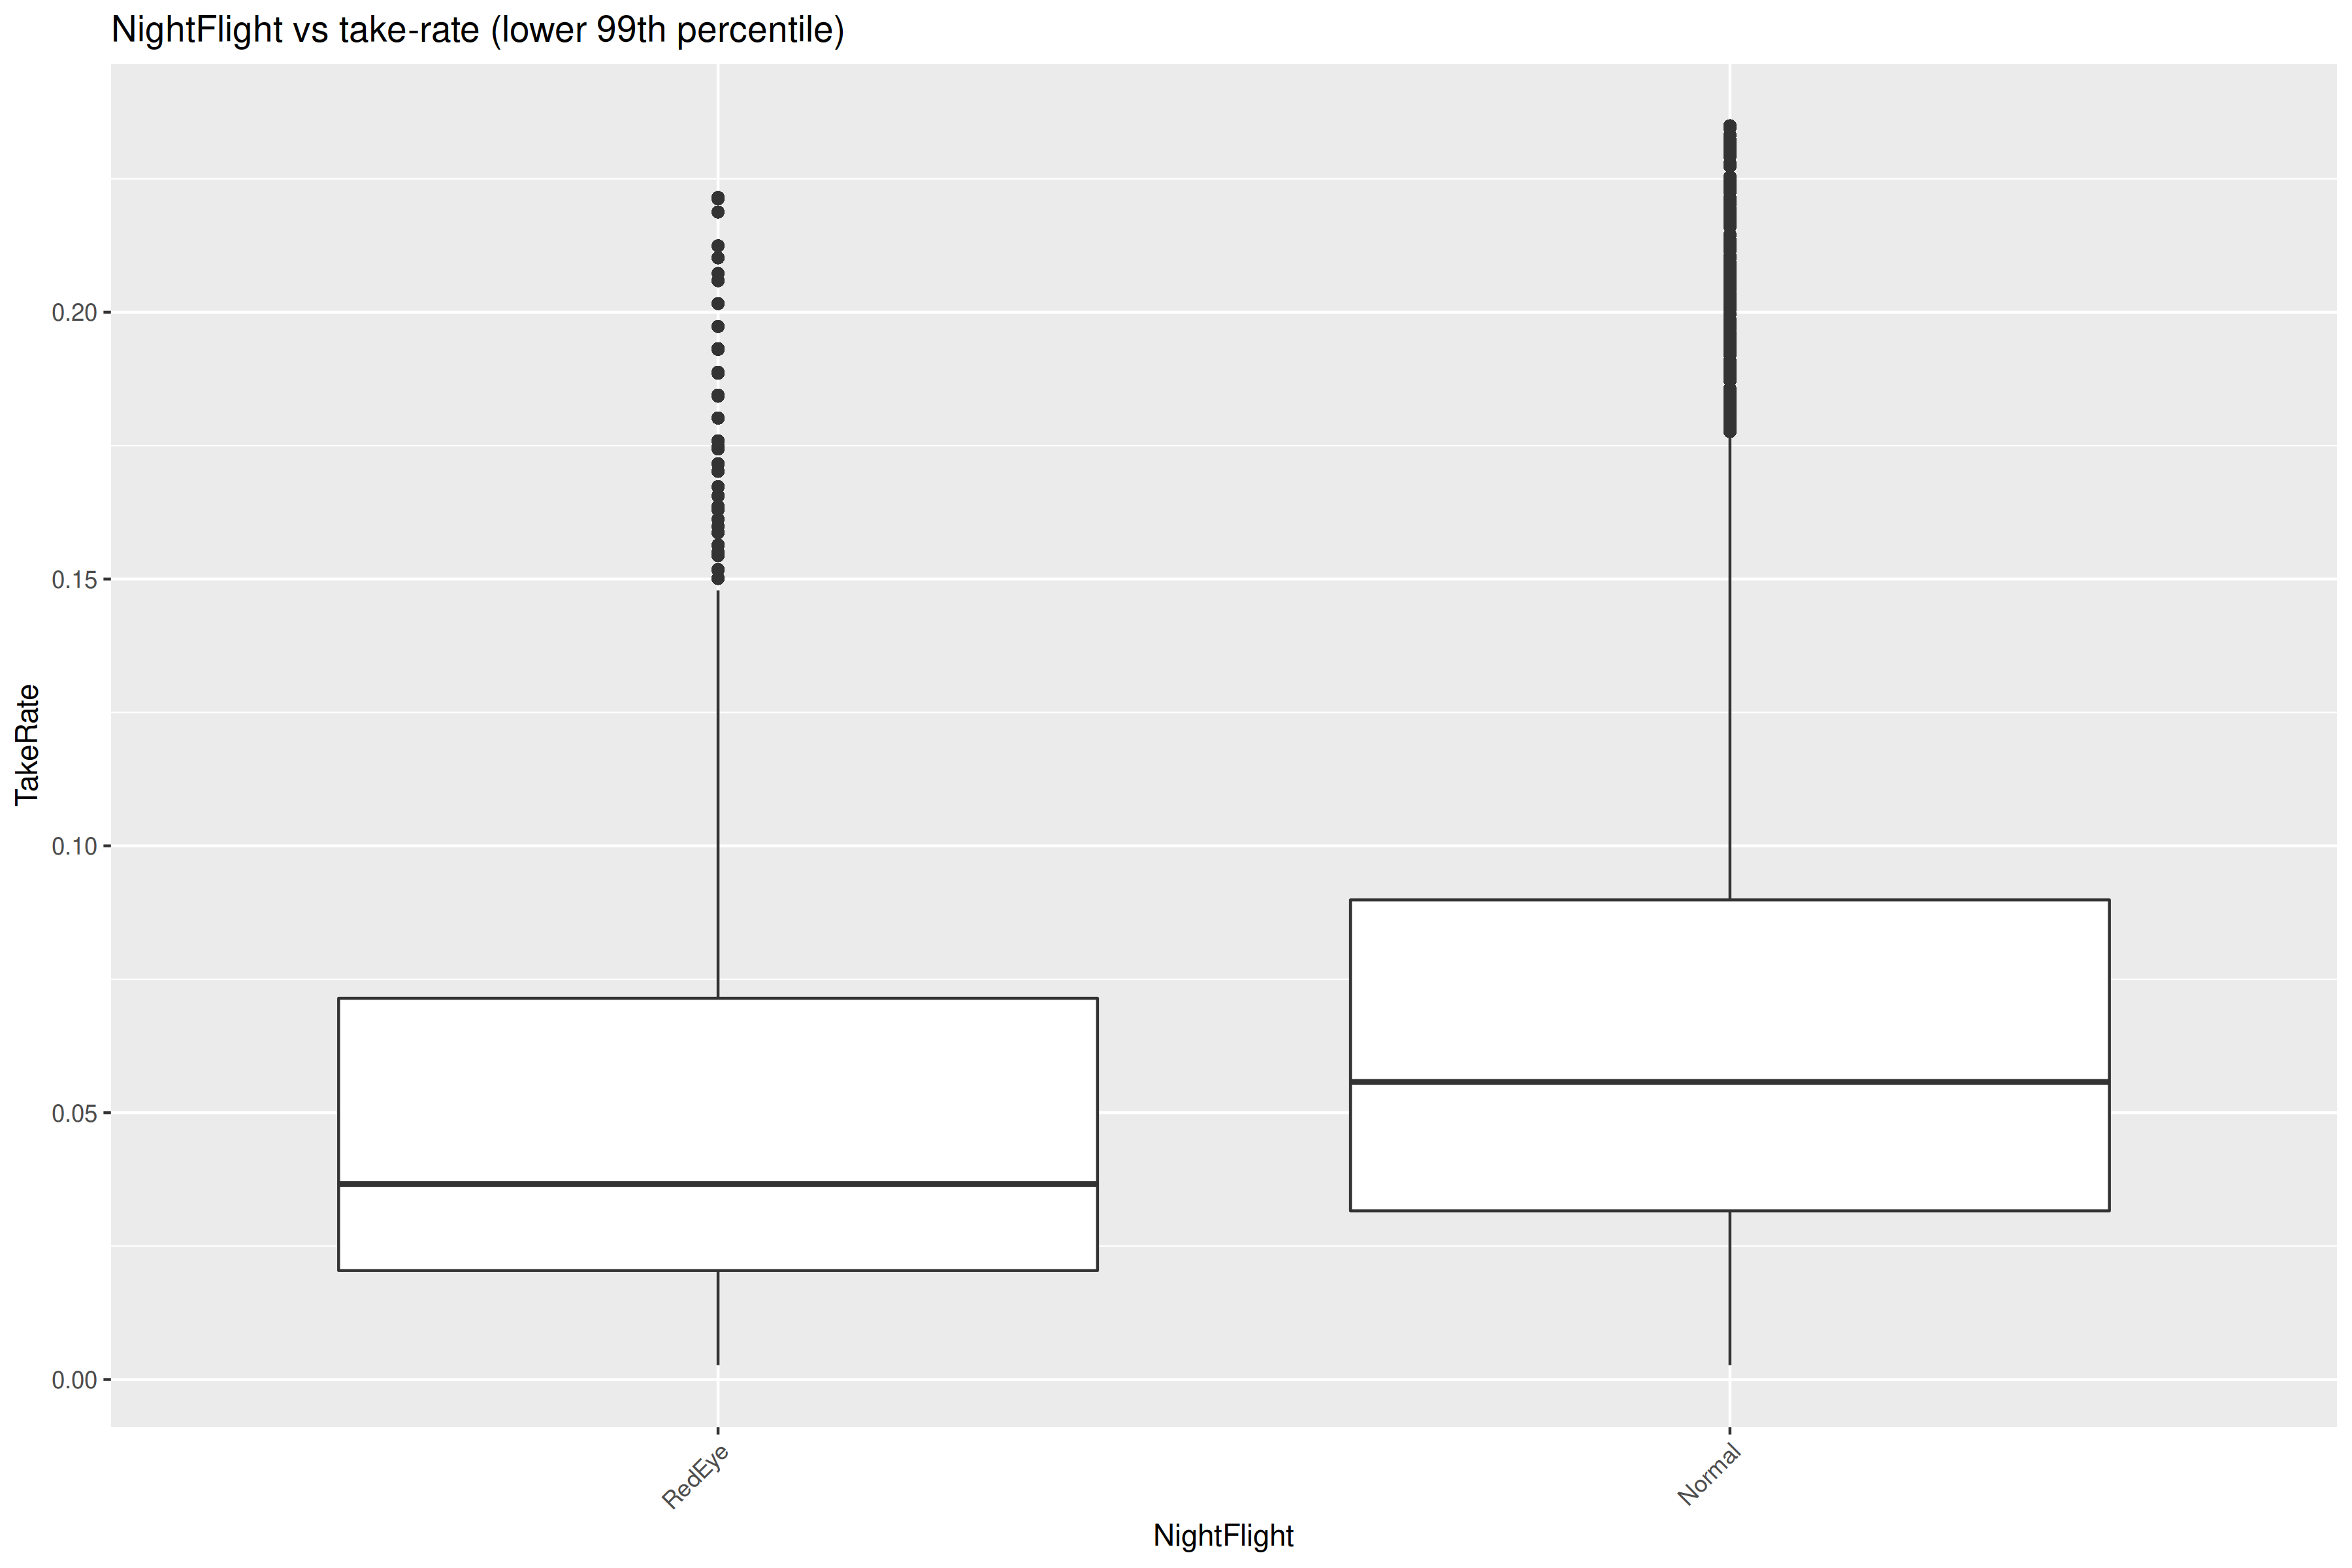 NightFlight vs take-rate (lower 99th percentile)
TakeRate
0.20
0.15
0.10
0.05
0.00
RedEye
Normal
NightFlight